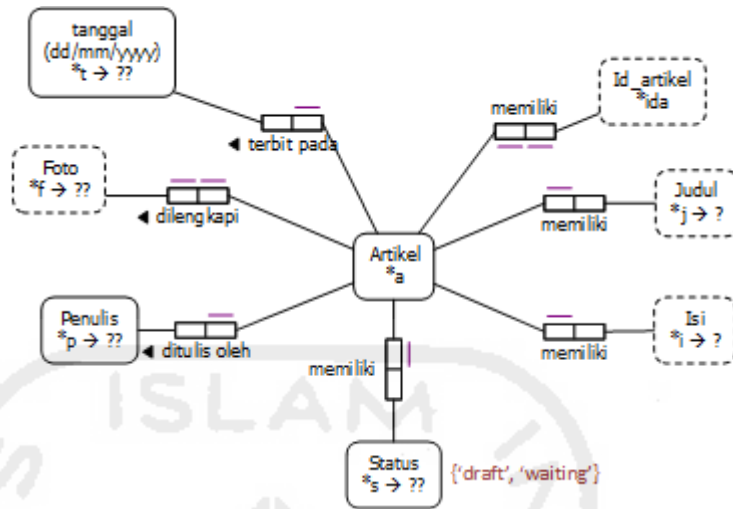 tanggal
(dd/mm/yyyy)
*t → ??
Id_artikel
*ida
memiliki
◄ terbit pada
Foto
*f → ??
◄ dilengkapi
Judul
*j → ?
memiliki
Artikel
*a
Penulis
*p → ??
◄ ditulis oleh
Isi
*i → ?
memiliki
memiliki
Status
*s → ??
{'draft', 'waiting'}
ISLAM